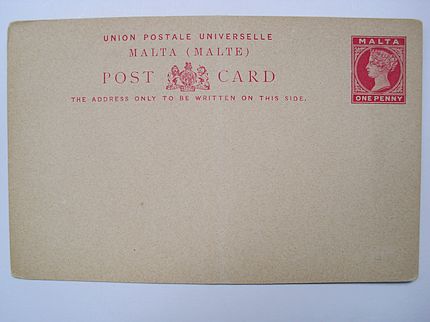 UNION POSTALE UNIVERSELLE
MALTA (MALTE)
POST CARD
THE ADDRESS ONLY TO BE WRITTEN ON THIS SIDE.
MALTA
ONE PENNY